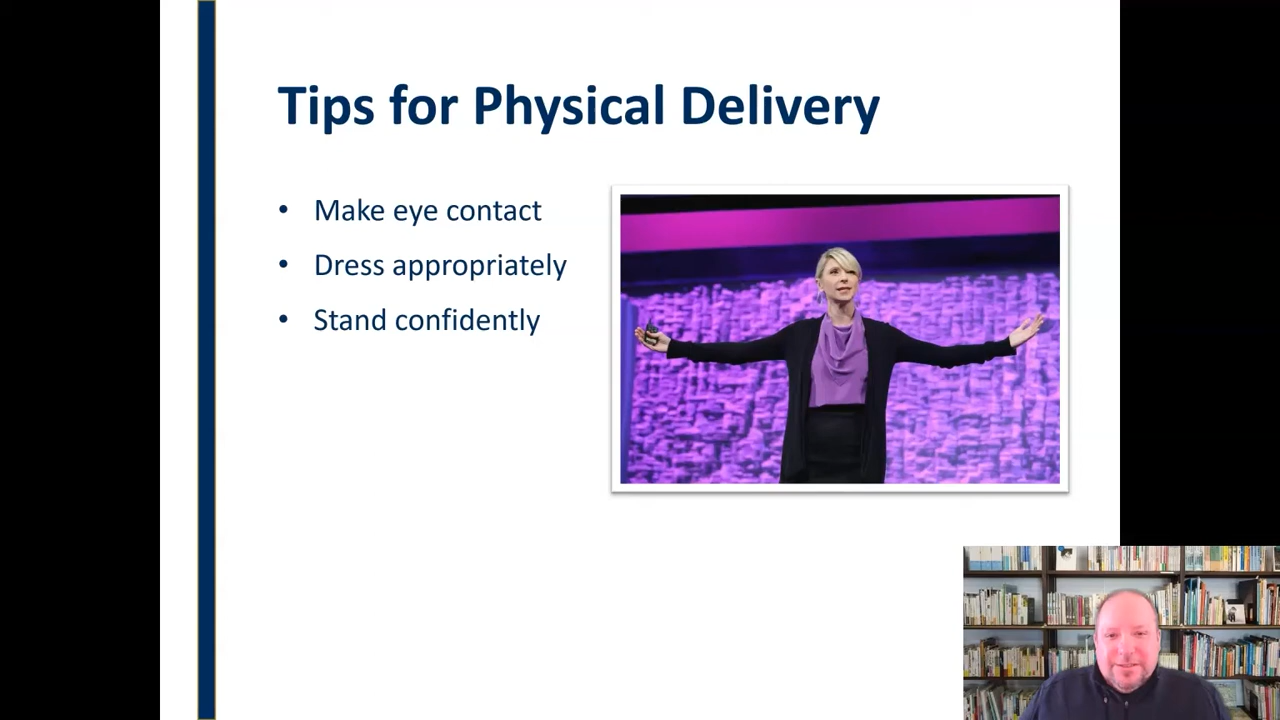 Tips for Physical Delivery
• Make eye contact
• Dress appropriately
• Stand confidently